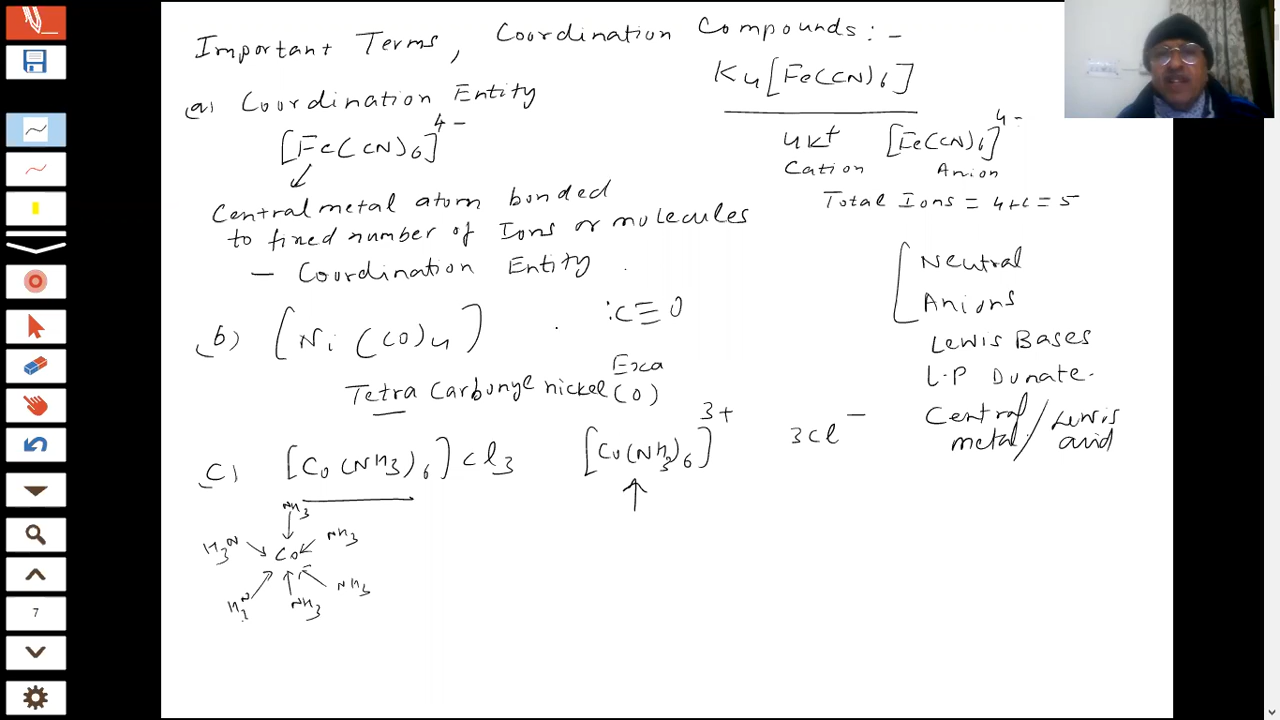 Important Terms, Coordination Compounds: -
K4[Fe(CN)6]
a) Coordination Entity
[Fe(CN)6]4-
4K+ [Fe(CN)6]4-
Cation Anion
Total Ions = 4+1 = 5
Central metal atom bonded
to fixed number of Ions or molecules
— Coordination Entity
Neutral
Anions
Lewis Bases
L.P Donate.
Central metal / Lewis acid
b) [Ni (CO)4]
:C≡O
Tetra Carbonyl nickel (O)
c) [Co(NH3)6] Cl3 [Co(NH3)6]3+ 3Cl-
NH3
H3N Co NH3
H3N NH3 NH3
7